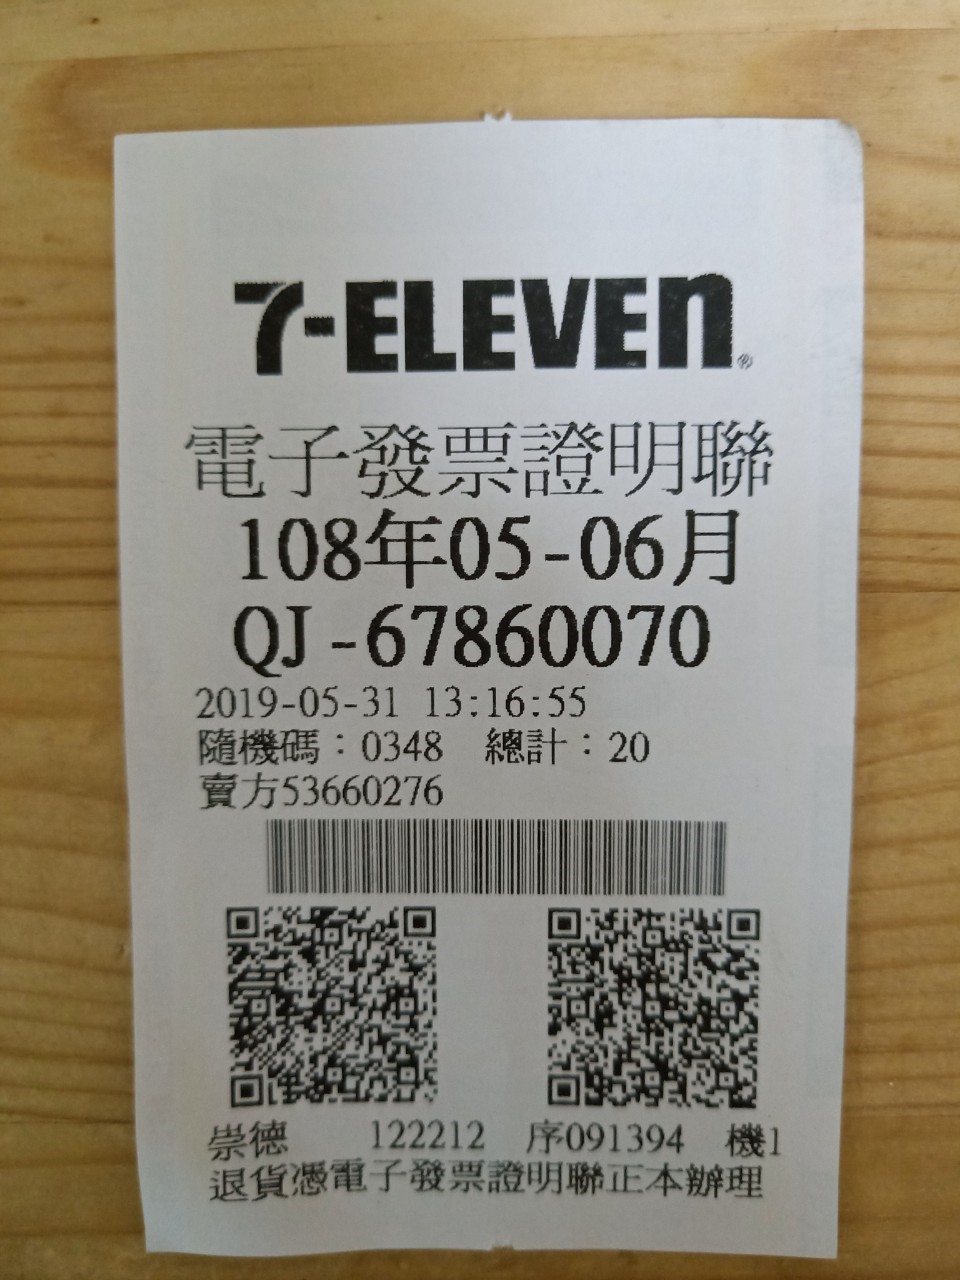 7-ELEVEN®
電子發票證明聯
108年05-06月
QJ-67860070
2019-05-31 13:16:55
隨機碼：0348 總計：20
賣方53660276
崇德 122212 序091394 機1
退貨憑電子發票證明聯正本辦理